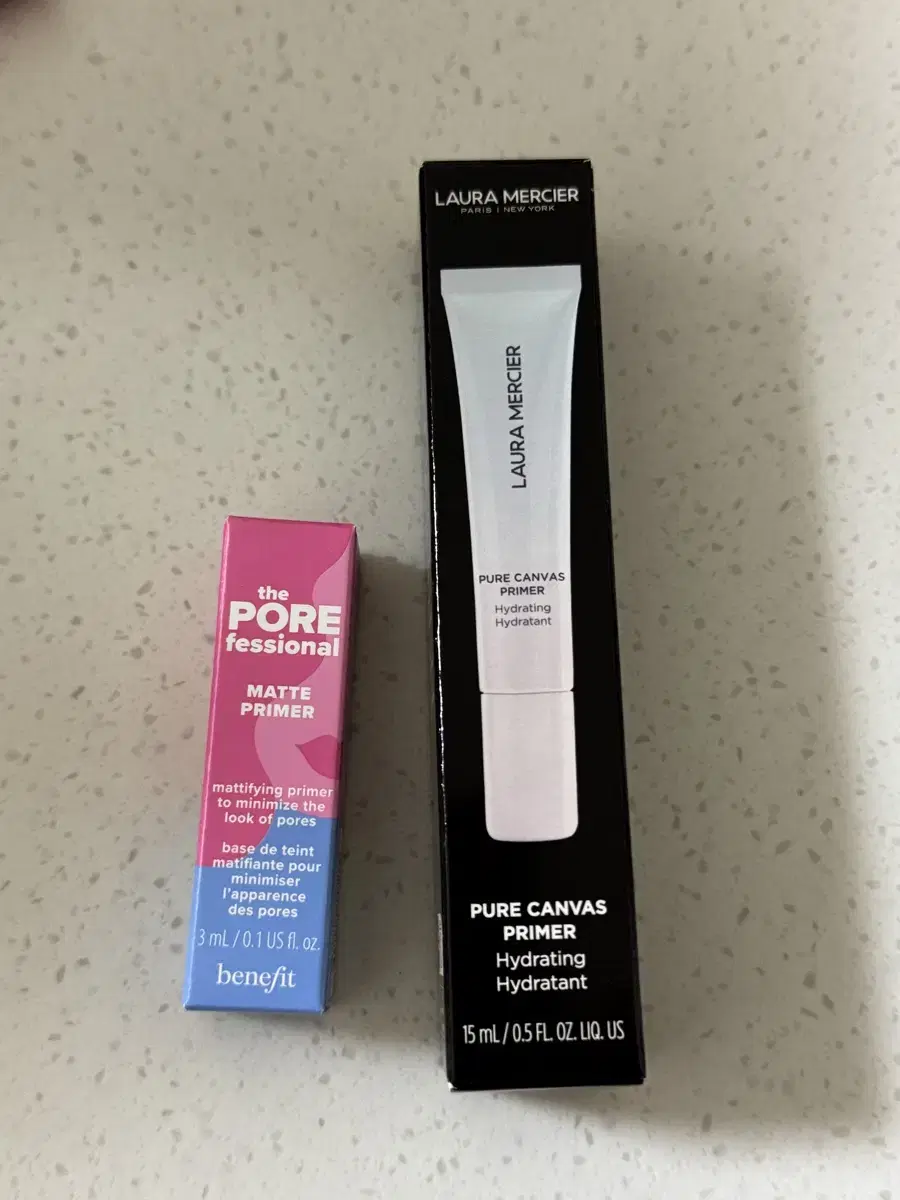 the
PORE
fessional
MATTE
PRIMER
mattifying primer
to minimize the
look of pores
base de teint
matifiante pour
minimiser
l'apparence
des pores
3 mL / 0.1 US fl. oz.
benefit
LAURA MERCIER
PARIS | NEW YORK
LAURA MERCIER
PURE CANVAS
PRIMER
Hydrating
Hydratant
PURE CANVAS
PRIMER
Hydrating
Hydratant
15 mL / 0.5 FL. OZ. LIQ. US